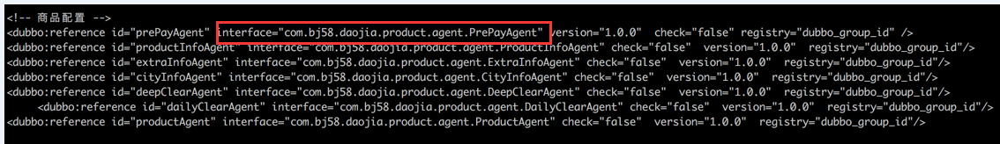 <!-- 商品配置 -->
<dubbo:reference id="prePayAgent" interface="com.bj58.daojia.product.agent.PrePayAgent" version="1.0.0"  check="false" registry="dubbo_group_id" />
<dubbo:reference id="productInfoAgent" interface="com.bj58.daojia.product.agent.ProductInfoAgent" check="false"  version="1.0.0"  registry="dubbo_group_id"/>
<dubbo:reference id="extraInfoAgent" interface="com.bj58.daojia.product.agent.ExtraInfoAgent" check="false"  version="1.0.0"  registry="dubbo_group_id"/>
<dubbo:reference id="cityInfoAgent" interface="com.bj58.daojia.product.agent.CityInfoAgent" check="false"  version="1.0.0"  registry="dubbo_group_id"/>
<dubbo:reference id="deepClearAgent" interface="com.bj58.daojia.product.agent.DeepClearAgent" check="false"  version="1.0.0"  registry="dubbo_group_id"/>
<dubbo:reference id="dailyClearAgent" interface="com.bj58.daojia.product.agent.DailyClearAgent" check="false"  version="1.0.0"  registry="dubbo_group_id"/>
<dubbo:reference id="productAgent" interface="com.bj58.daojia.product.agent.ProductAgent" check="false"  version="1.0.0"  registry="dubbo_group_id"/>